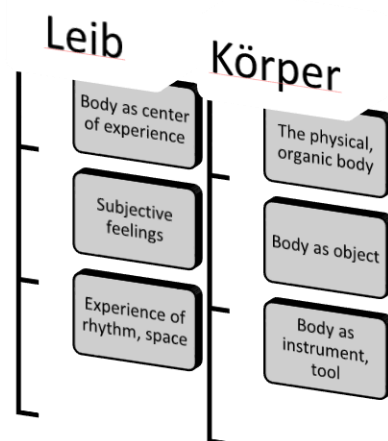 Leib
Body as center
of experience
Subjective
feelings
Experience of
rhythm, space
Körper
The physical,
organic body
Body as object
Body as
instrument,
tool